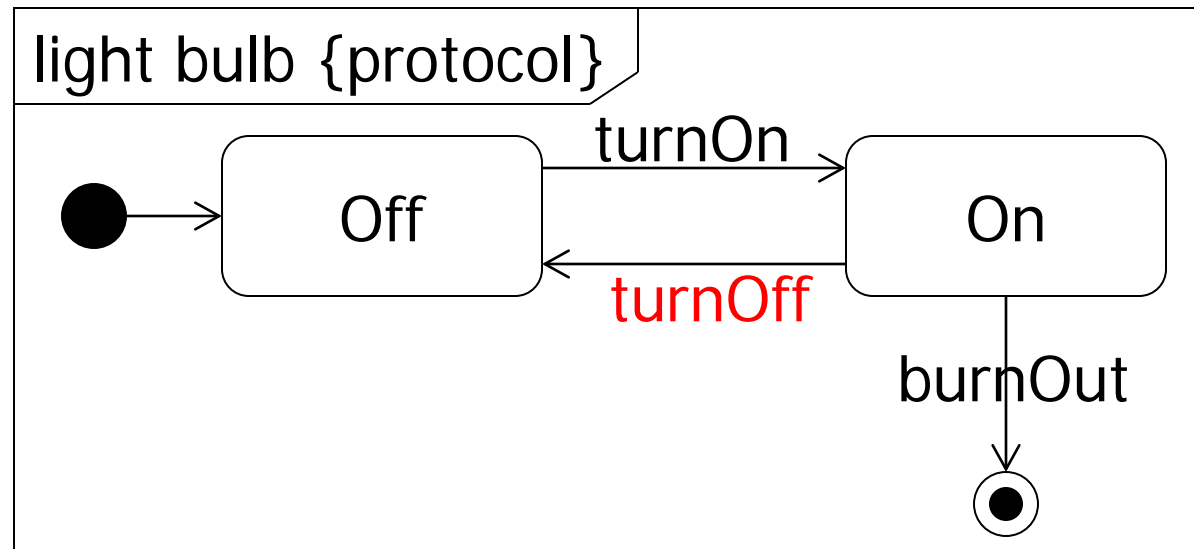 light bulb {protocol}
turnOn
Off
On
turnOff
burnOut